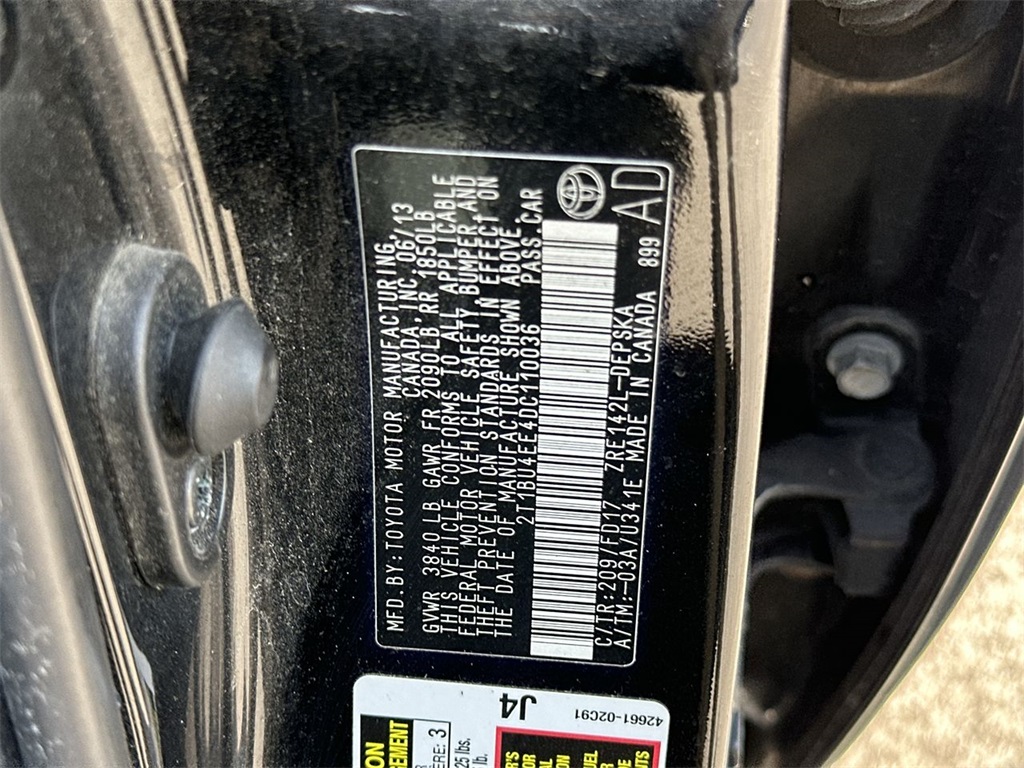 MFD. BY: TOYOTA MOTOR MANUFACTURING
CANADA, INC. 06/13
GVWR 3840 LB GAWR FR 2090LB RR 1850LB
THIS VEHICLE CONFORMS TO ALL APPLICABLE
FEDERAL MOTOR VEHICLE SAFETY, BUMPER, AND
THEFT PREVENTION STANDARDS IN EFFECT ON
THE DATE OF MANUFACTURE SHOWN ABOVE.
2T1BU4EE4DC110036 PASS.CAR
C/TR:209/FD17 ZRE142L-DEPSKA
A/TM:-03A/U341E MADE IN CANADA 899
AD
J4
42661-02C91
3